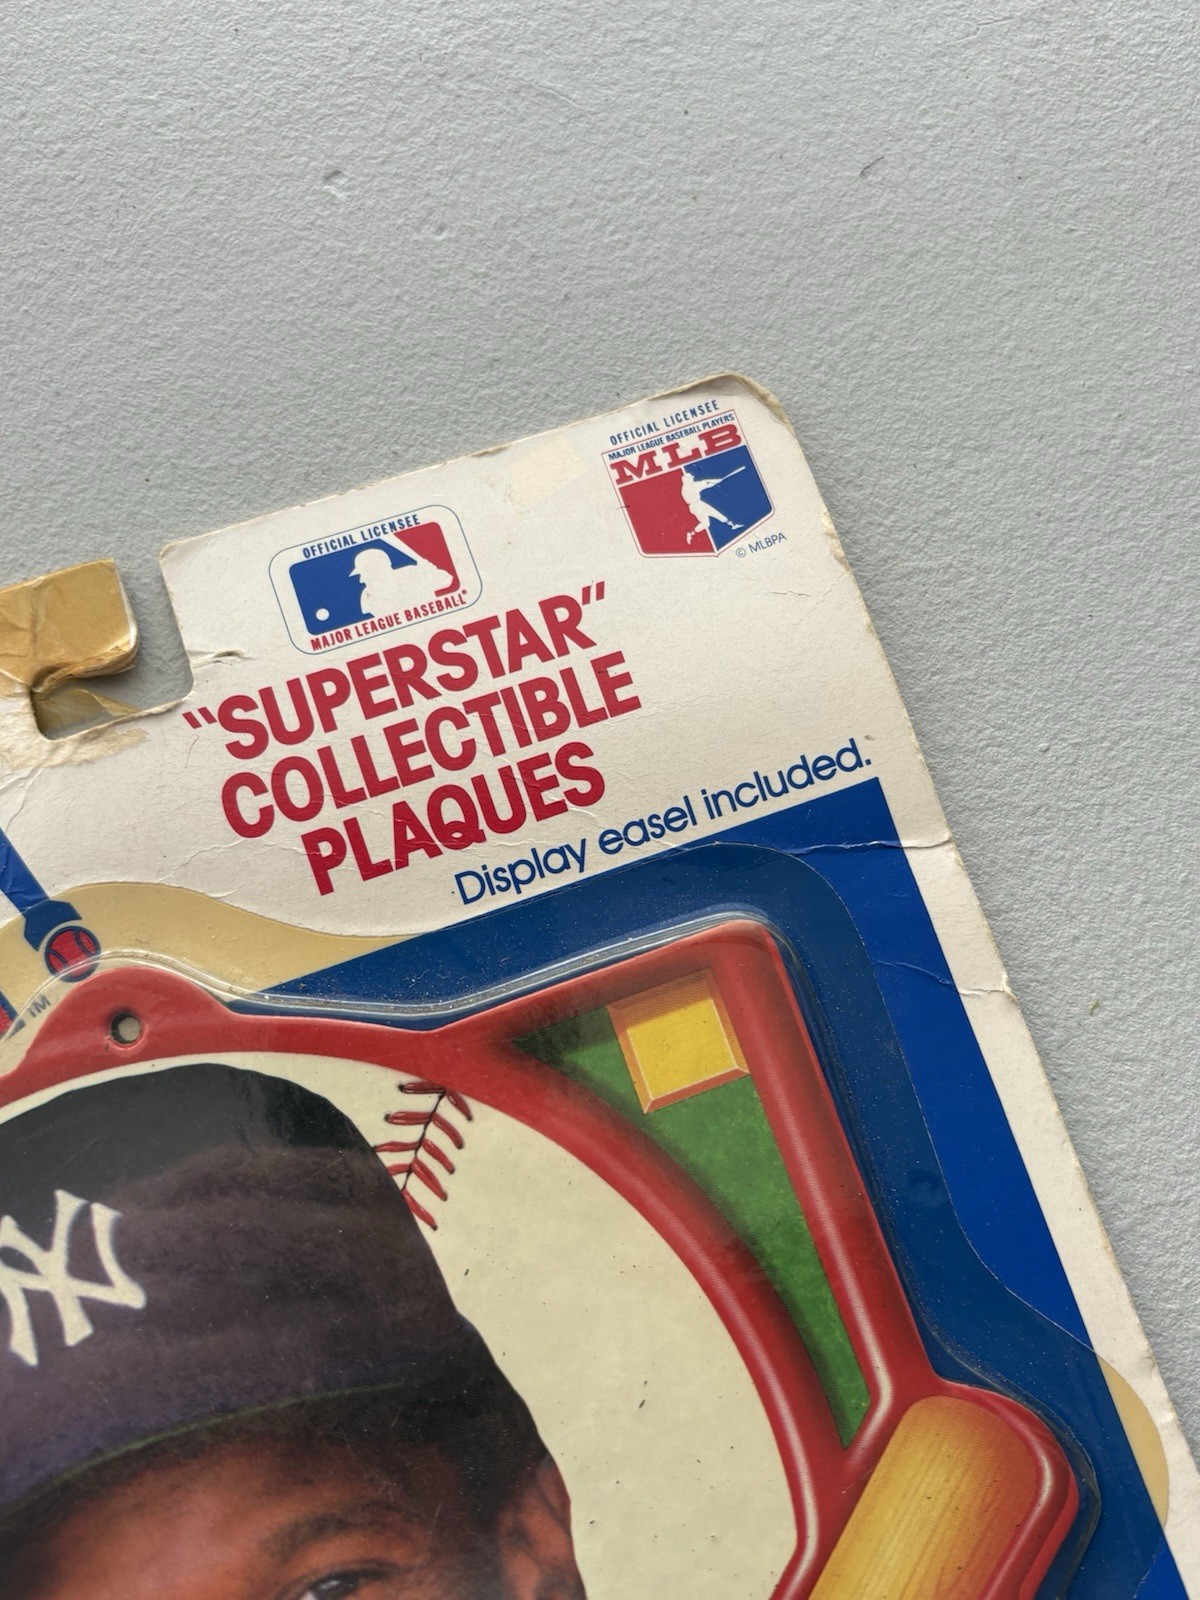 OFFICIAL LICENSEE
MAJOR LEAGUE BASEBALL PLAYERS
MLB
© MLBPA
OFFICIAL LICENSEE
MAJOR LEAGUE BASEBALL®
"SUPERSTAR"
COLLECTIBLE
PLAQUES
Display easel included.
TM
NY